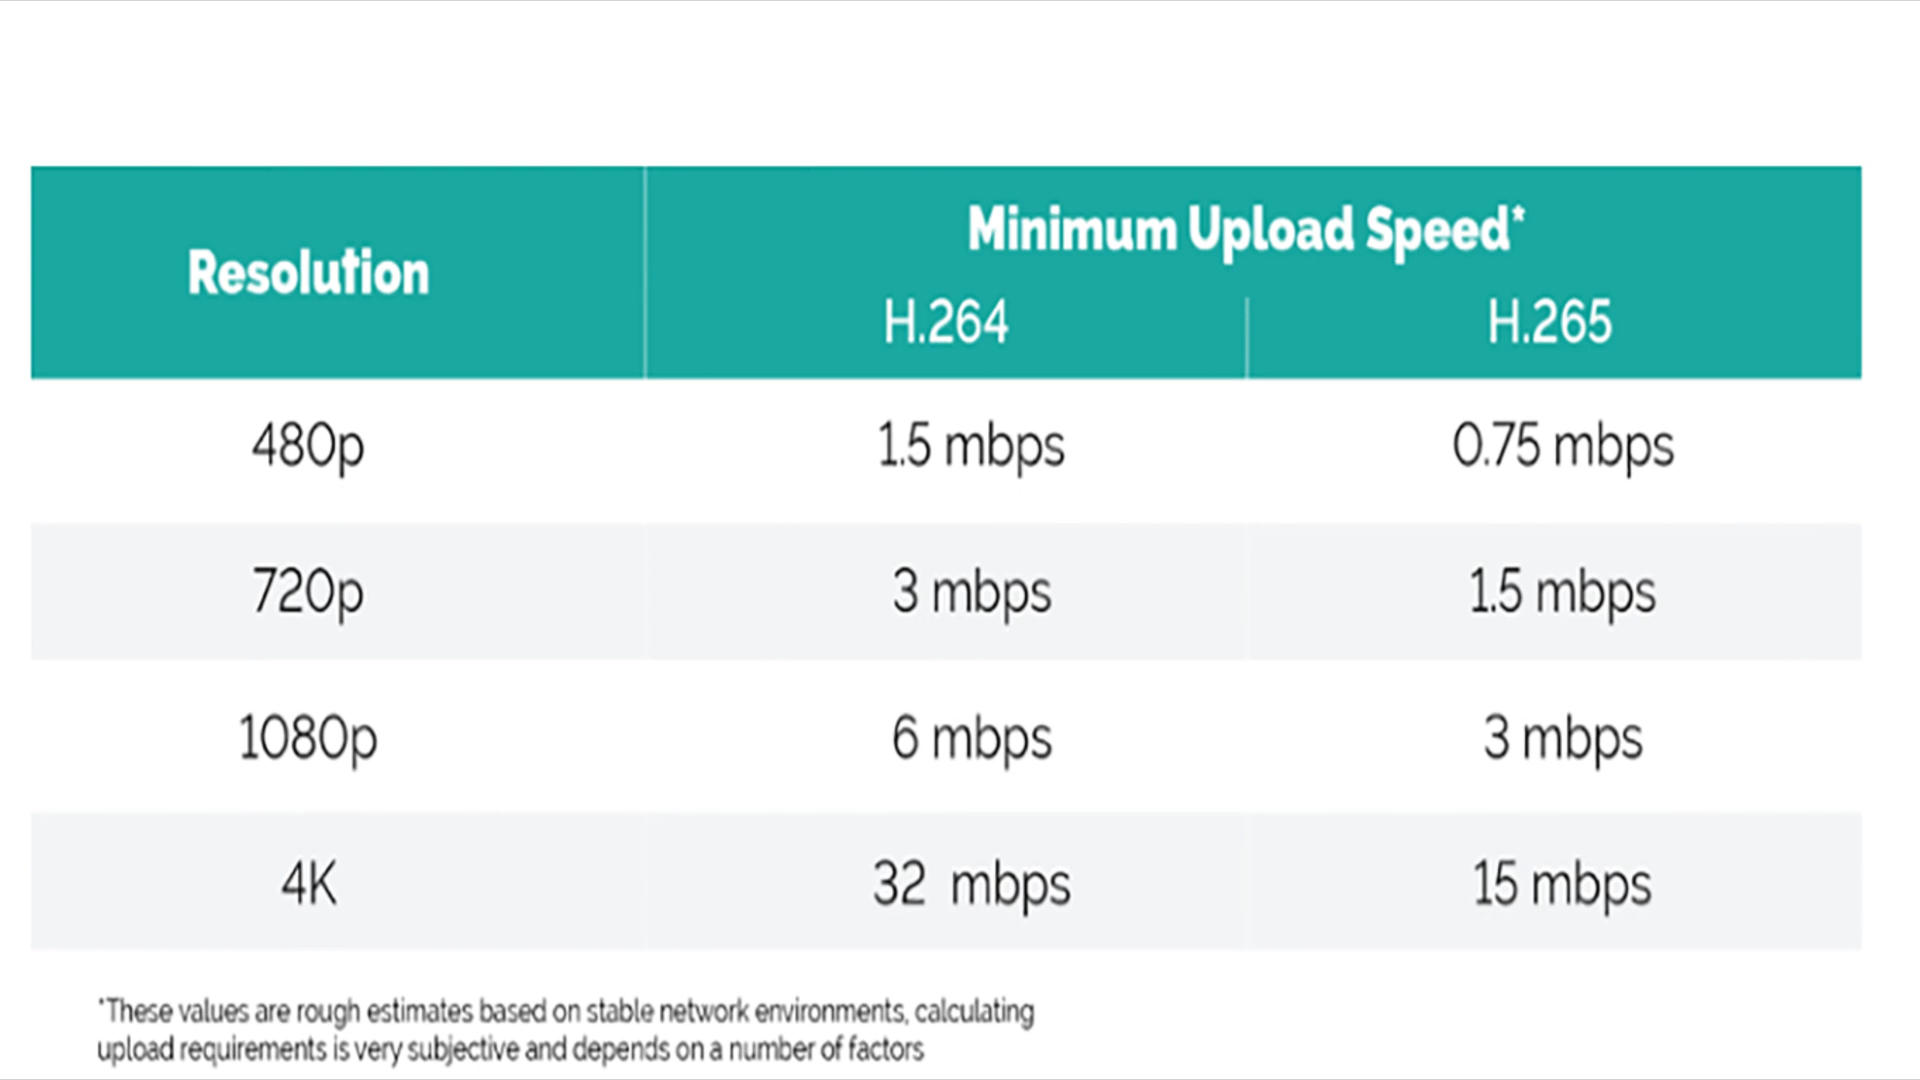 Resolution
Minimum Upload Speed*
H.264 H.265
480p 1.5 mbps 0.75 mbps
720p 3 mbps 1.5 mbps
1080p 6 mbps 3 mbps
4K 32 mbps 15 mbps
*These values are rough estimates based on stable network environments, calculating
upload requirements is very subjective and depends on a number of factors